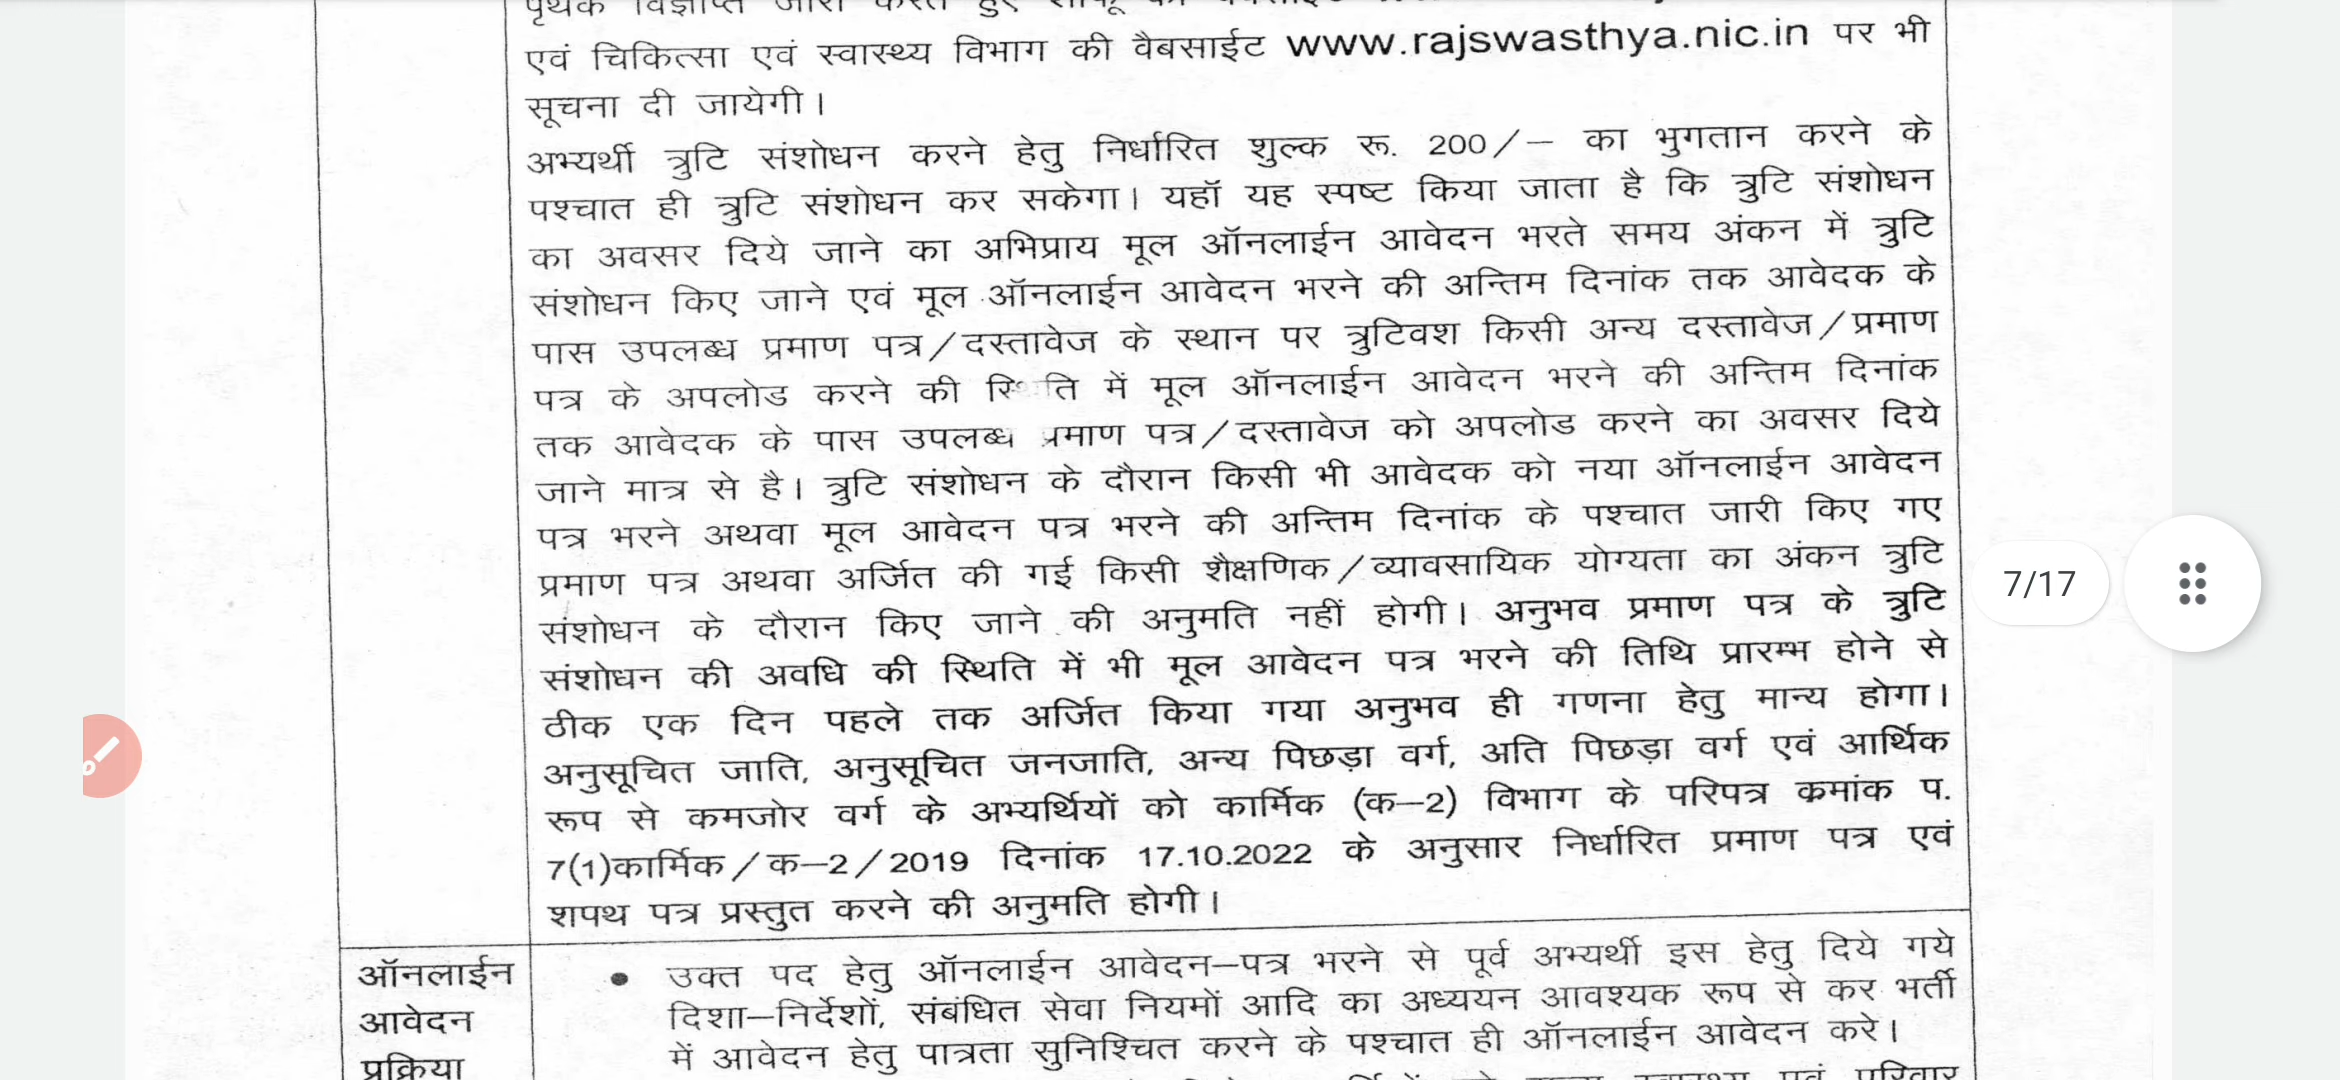 एवं चिकित्सा एवं स्वास्थ्य विभाग की वैबसाईट www.rajswasthya.nic.in पर भी
सूचना दी जायेगी।
अभ्यर्थी त्रुटि संशोधन करने हेतु निर्धारित शुल्क रू. 200/– का भुगतान करने के
पश्चात ही त्रुटि संशोधन कर सकेगा। यहॉ यह स्पष्ट किया जाता है कि त्रुटि संशोधन
का अवसर दिये जाने का अभिप्राय मूल ऑनलाईन आवेदन भरते समय अंकन में त्रुटि
संशोधन किए जाने एवं मूल ऑनलाईन आवेदन भरने की अन्तिम दिनांक तक आवेदक के
पास उपलब्ध प्रमाण पत्र/दस्तावेज के स्थान पर त्रुटिवश किसी अन्य दस्तावेज/प्रमाण
पत्र के अपलोड करने की स्थिति में मूल ऑनलाईन आवेदन भरने की अन्तिम दिनांक
तक आवेदक के पास उपलब्ध प्रमाण पत्र/दस्तावेज को अपलोड करने का अवसर दिये
जाने मात्र से है। त्रुटि संशोधन के दौरान किसी भी आवेदक को नया ऑनलाईन आवेदन
पत्र भरने अथवा मूल आवेदन पत्र भरने की अन्तिम दिनांक के पश्चात जारी किए गए
प्रमाण पत्र अथवा अर्जित की गई किसी शैक्षणिक/व्यावसायिक योग्यता का अंकन त्रुटि
संशोधन के दौरान किए जाने की अनुमति नहीं होगी। अनुभव प्रमाण पत्र के त्रुटि
संशोधन की अवधि की स्थिति में भी मूल आवेदन पत्र भरने की तिथि प्रारम्भ होने से
ठीक एक दिन पहले तक अर्जित किया गया अनुभव ही गणना हेतु मान्य होगा।
अनुसूचित जाति, अनुसूचित जनजाति, अन्य पिछड़ा वर्ग, अति पिछड़ा वर्ग एवं आर्थिक
रूप से कमजोर वर्ग के अभ्यर्थियों को कार्मिक (क–2) विभाग के परिपत्र कमांक प.
7(1)कार्मिक/क–2/2019 दिनांक 17.10.2022 के अनुसार निर्धारित प्रमाण पत्र एवं
शपथ पत्र प्रस्तुत करने की अनुमति होगी।
7/17
ऑनलाईन
आवेदन
प्रक्रिया
● उक्त पद हेतु ऑनलाईन आवेदन–पत्र भरने से पूर्व अभ्यर्थी इस हेतु दिये गये
दिशा–निर्देशों, संबंधित सेवा नियमों आदि का अध्ययन आवश्यक रूप से कर भर्ती
में आवेदन हेतु पात्रता सुनिश्चित करने के पश्चात ही ऑनलाईन आवेदन करे।